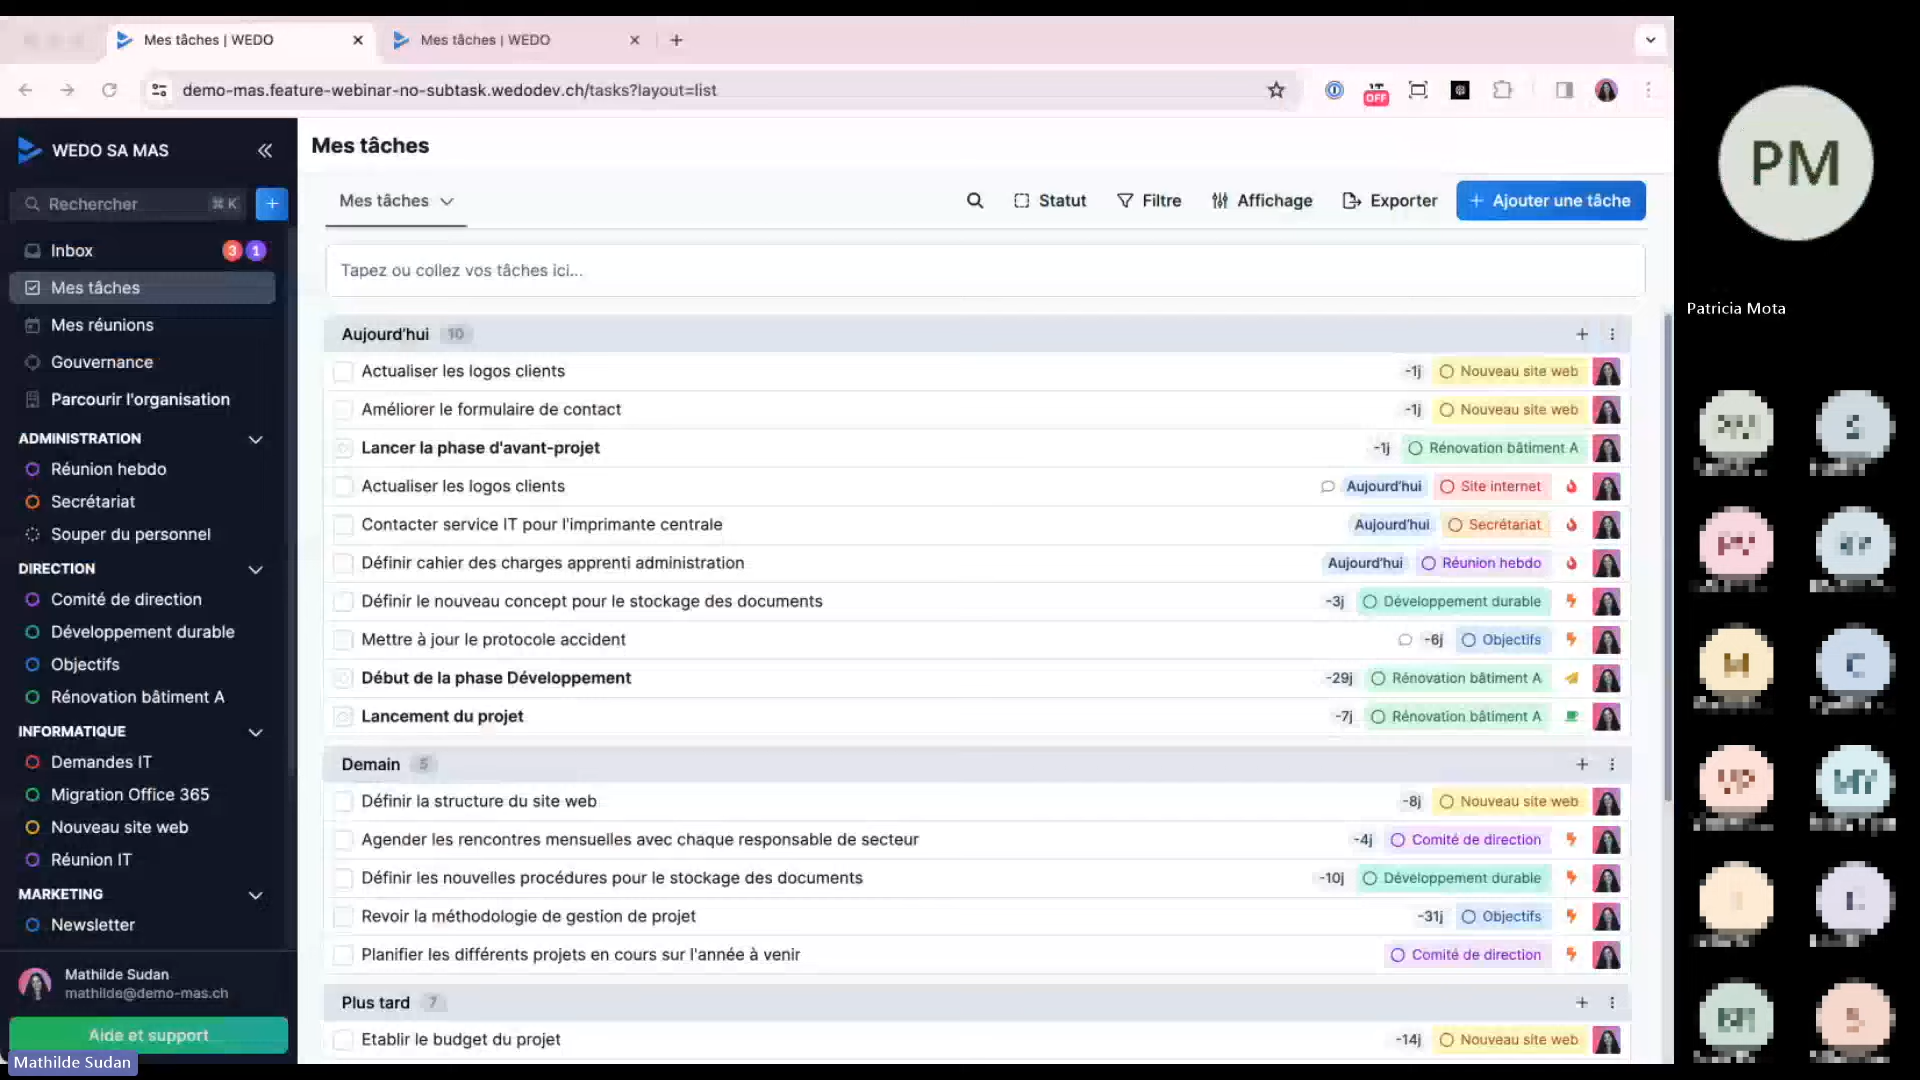 Mes tâches | WEDO
Mes tâches | WEDO
demo-mas.feature-webinar-no-subtask.wedodev.ch/tasks?layout=list
OFF
WEDO SA MAS
Rechercher ⌘ K
Inbox 3 1
Mes tâches
Mes réunions
Gouvernance
Parcourir l'organisation
ADMINISTRATION
Réunion hebdo
Secrétariat
Souper du personnel
DIRECTION
Comité de direction
Développement durable
Objectifs
Rénovation bâtiment A
INFORMATIQUE
Demandes IT
Migration Office 365
Nouveau site web
Réunion IT
MARKETING
Newsletter
Mathilde Sudan
mathilde@demo-mas.ch
Aide et support
Mathilde Sudan
Mes tâches
Mes tâches
Statut
Filtre
Affichage
Exporter
+ Ajouter une tâche
Tapez ou collez vos tâches ici...
Aujourd'hui 10
Actualiser les logos clients -1j Nouveau site web
Améliorer le formulaire de contact -1j Nouveau site web
Lancer la phase d'avant-projet -1j Rénovation bâtiment A
Actualiser les logos clients Aujourd'hui Site internet
Contacter service IT pour l'imprimante centrale Aujourd'hui Secrétariat
Définir cahier des charges apprenti administration Aujourd'hui Réunion hebdo
Définir le nouveau concept pour le stockage des documents -3j Développement durable
Mettre à jour le protocole accident -6j Objectifs
Début de la phase Développement -29j Rénovation bâtiment A
Lancement du projet -7j Rénovation bâtiment A
Demain 5
Définir la structure du site web -8j Nouveau site web
Agender les rencontres mensuelles avec chaque responsable de secteur -4j Comité de direction
Définir les nouvelles procédures pour le stockage des documents -10j Développement durable
Revoir la méthodologie de gestion de projet -31j Objectifs
Planifier les différents projets en cours sur l'année à venir Comité de direction
Plus tard 7
Etablir le budget du projet -14j Nouveau site web
PM
Patricia Mota